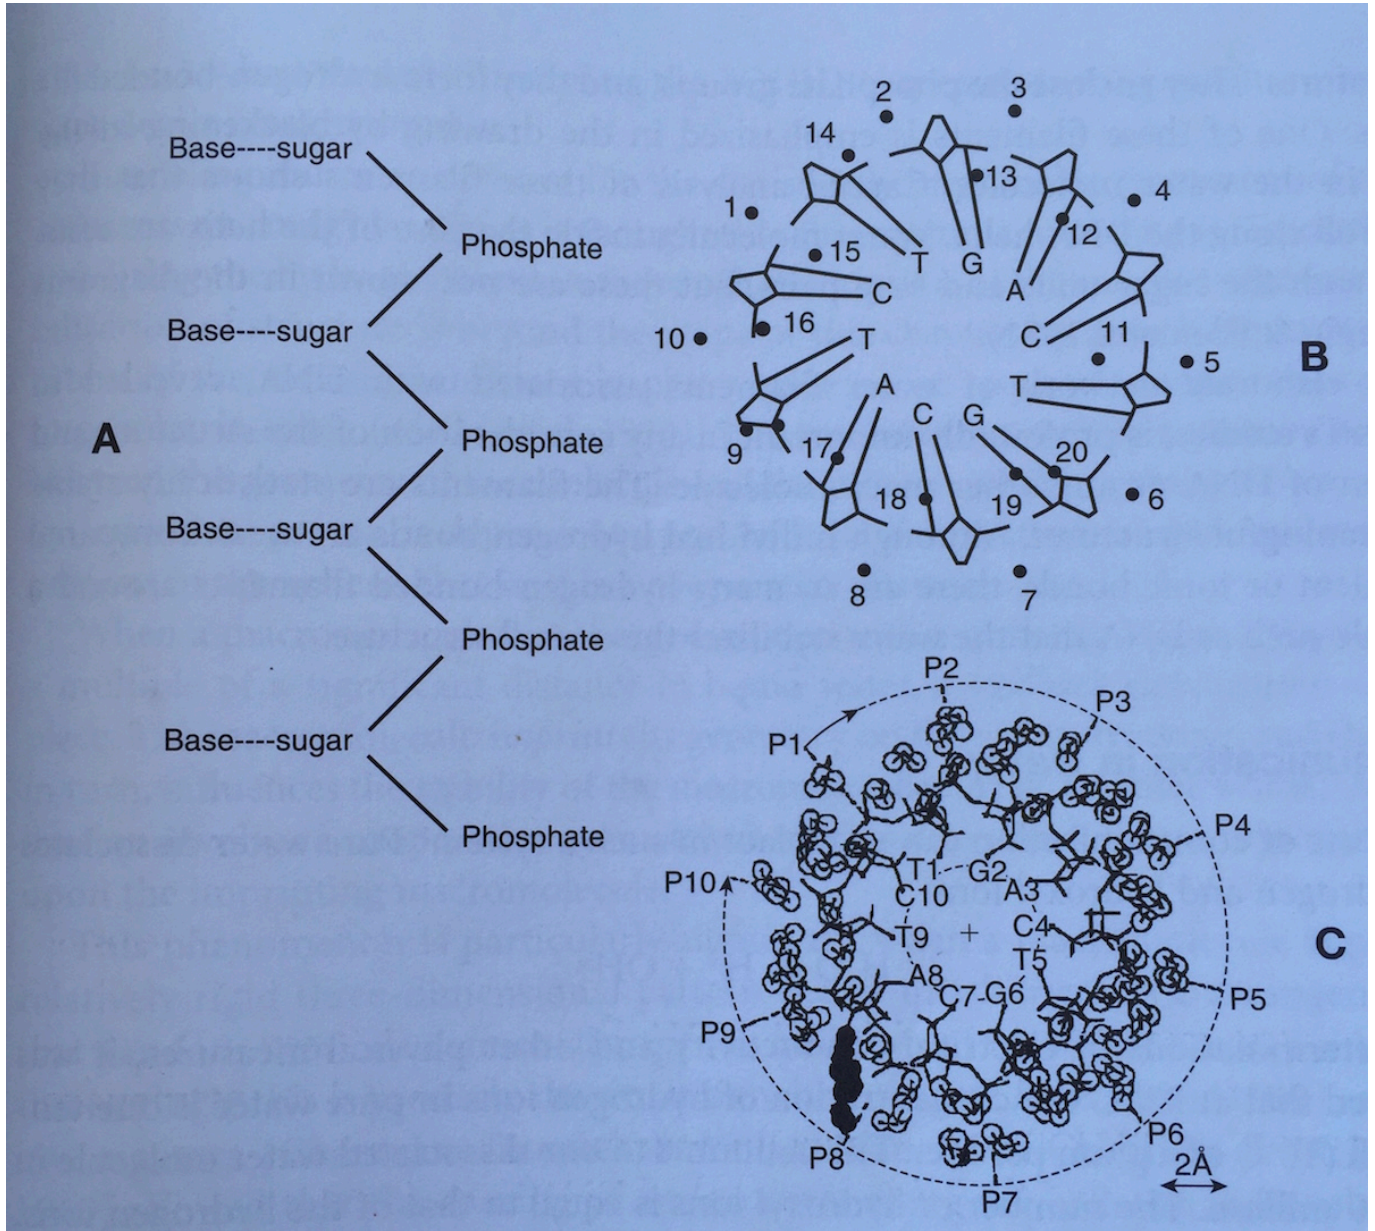 Base----sugar
Phosphate
Base----sugar
Phosphate
A
Base----sugar
Phosphate
Base----sugar
Phosphate
2
3
14
13
4
1
12
15
T
G
C
A
16
10
T
C
11
5
B
A
T
C
G
9
17
20
18
19
6
8
7
P2
P3
P1
P4
P10
T1
G2
A3
C10
C4
T9
C
T5
A8
C7
G6
P5
P9
P6
P8
2Å
P7